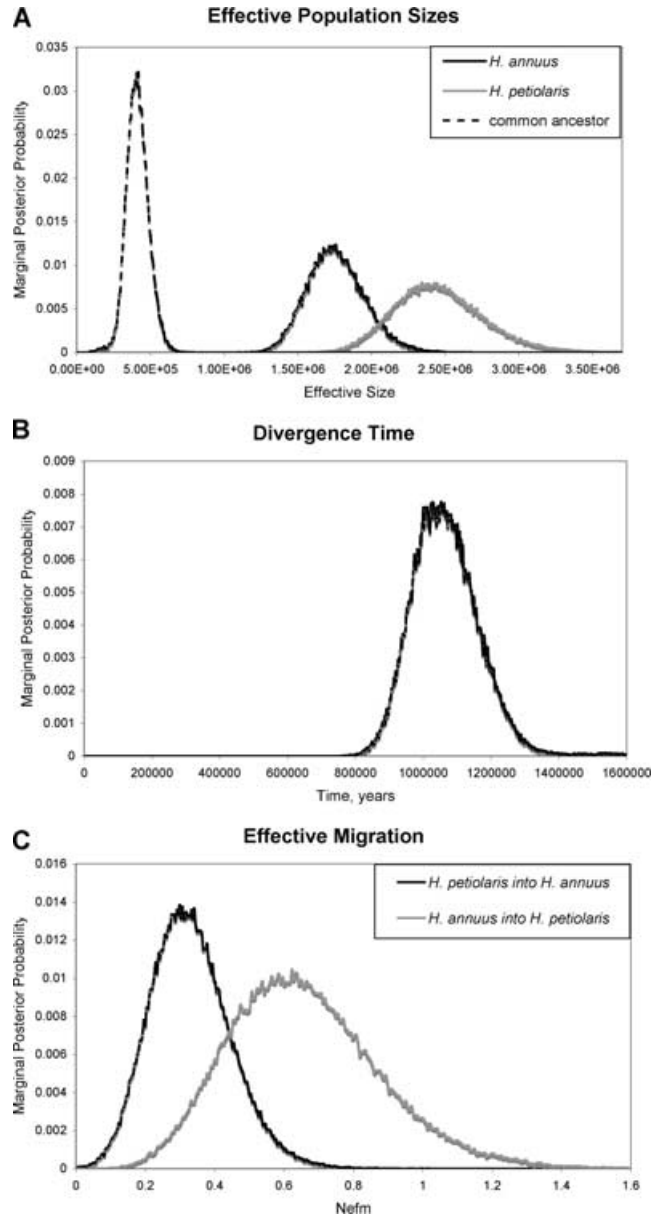 A
Effective Population Sizes
Marginal Posterior Probability
0.035
0.03
0.025
0.02
0.015
0.01
0.005
0
H. annuus
H. petiolaris
common ancestor
0.00E+00 5.00E+05 1.00E+06 1.50E+06 2.00E+06 2.50E+06 3.00E+06 3.50E+06
Effective Size
B
Divergence Time
Marginal Posterior Probability
0.009
0.008
0.007
0.006
0.005
0.004
0.003
0.002
0.001
0
0 200000 400000 600000 800000 1000000 1200000 1400000 1600000
Time, years
C
Effective Migration
Marginal Posterior Probability
0.016
0.014
0.012
0.01
0.008
0.006
0.004
0.002
0
H. petiolaris into H. annuus
H. annuus into H. petiolaris
0 0.2 0.4 0.6 0.8 1 1.2 1.4 1.6
Nefm